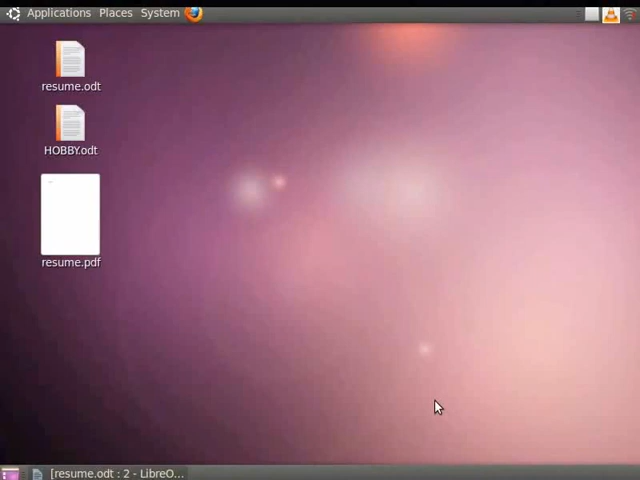 Applications Places System
resume.odt
HOBBY.odt
resume.pdf
[resume.odt : 2 - LibreO...